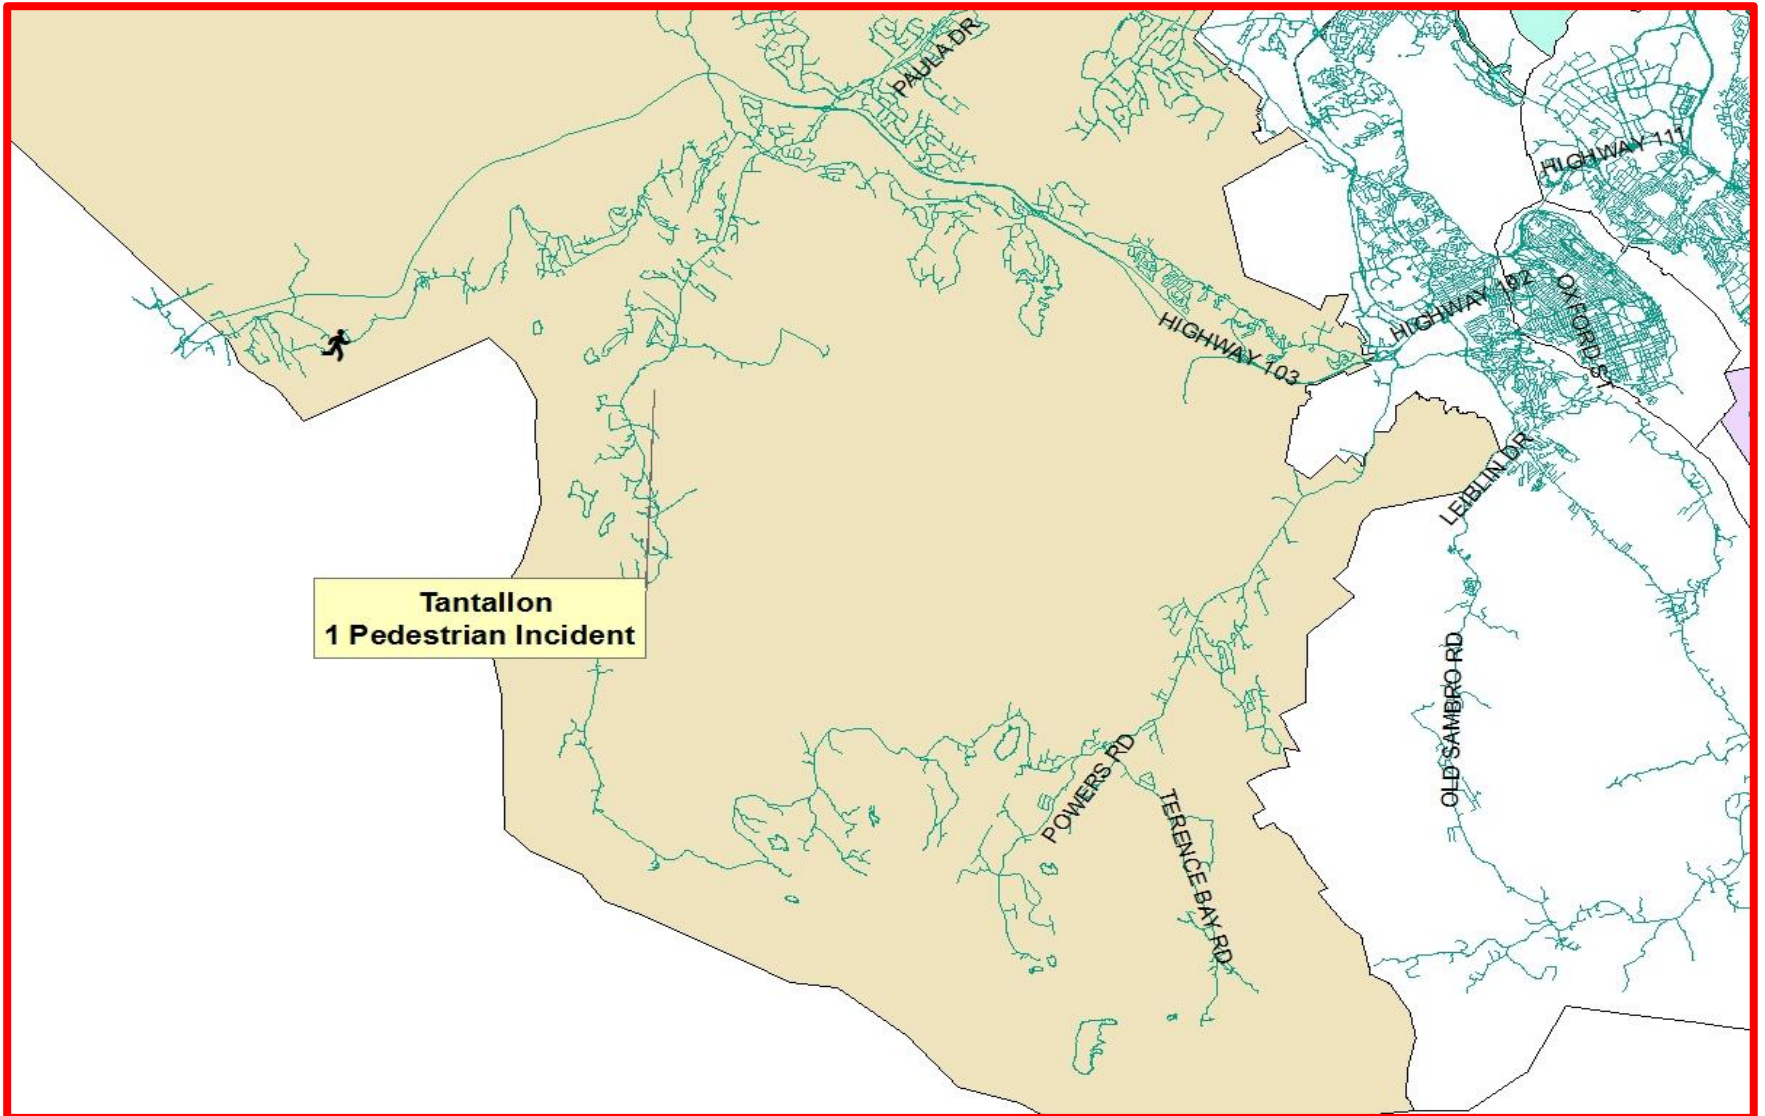 PAULA DR
HIGHWAY 111
HIGHWAY 102
OXFORD ST
HIGHWAY 103
LEIBLIN DR
Tantallon
1 Pedestrian Incident
OLD SAMBRO RD
POWERS RD
TERENCE BAY RD